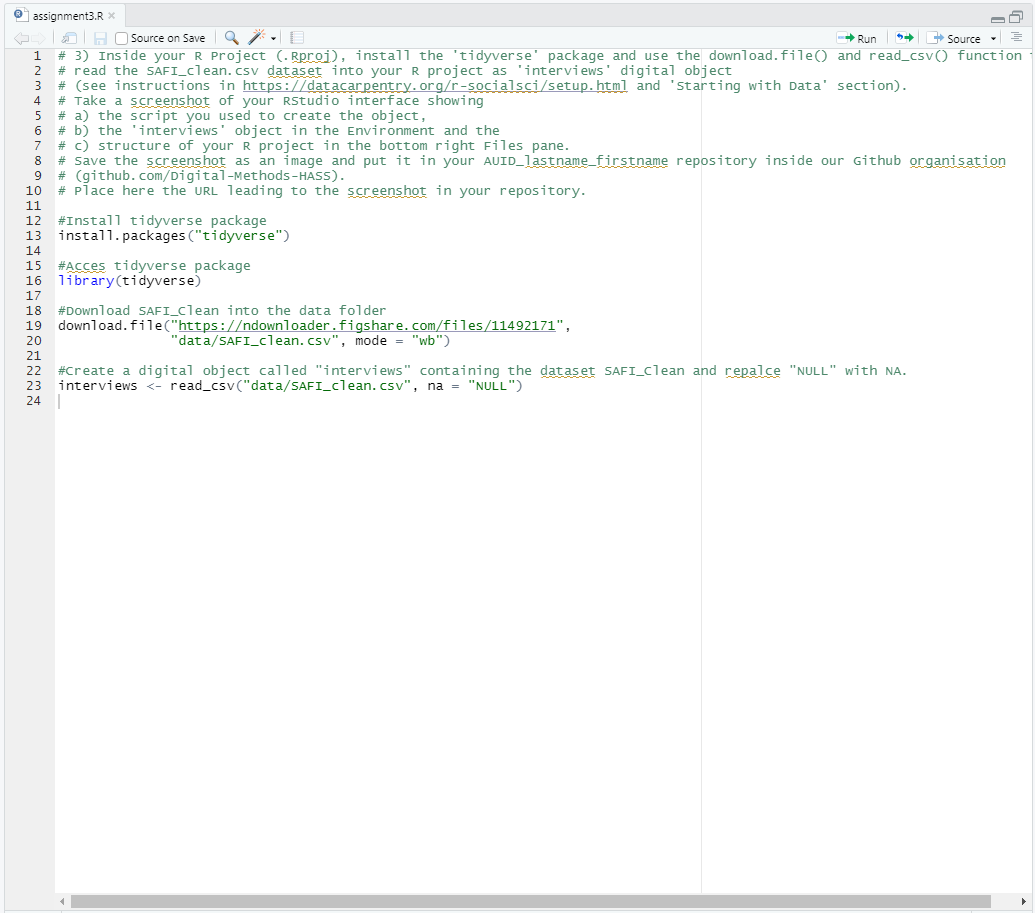 assignment3.R
Source on Save
Run
Source
1 # 3) Inside your R Project (.Rproj), install the 'tidyverse' package and use the download.file() and read_csv() function
2 # read the SAFI_clean.csv dataset into your R project as 'interviews' digital object
3 # (see instructions in https://datacarpentry.org/r-socialsci/setup.html and 'Starting with Data' section).
4 # Take a screenshot of your RStudio interface showing
5 # a) the script you used to create the object,
6 # b) the 'interviews' object in the Environment and the
7 # c) structure of your R project in the bottom right Files pane.
8 # Save the screenshot as an image and put it in your AUID_lastname_firstname repository inside our Github organisation
9 # (github.com/Digital-Methods-HASS).
10 # Place here the URL leading to the screenshot in your repository.
11
12 #Install tidyverse package
13 install.packages("tidyverse")
14
15 #Acces tidyverse package
16 library(tidyverse)
17
18 #Download SAFI_Clean into the data folder
19 download.file("https://ndownloader.figshare.com/files/11492171",
20 "data/SAFI_clean.csv", mode = "wb")
21
22 #Create a digital object called "interviews" containing the dataset SAFI_Clean and repalce "NULL" with NA.
23 interviews <- read_csv("data/SAFI_clean.csv", na = "NULL")
24